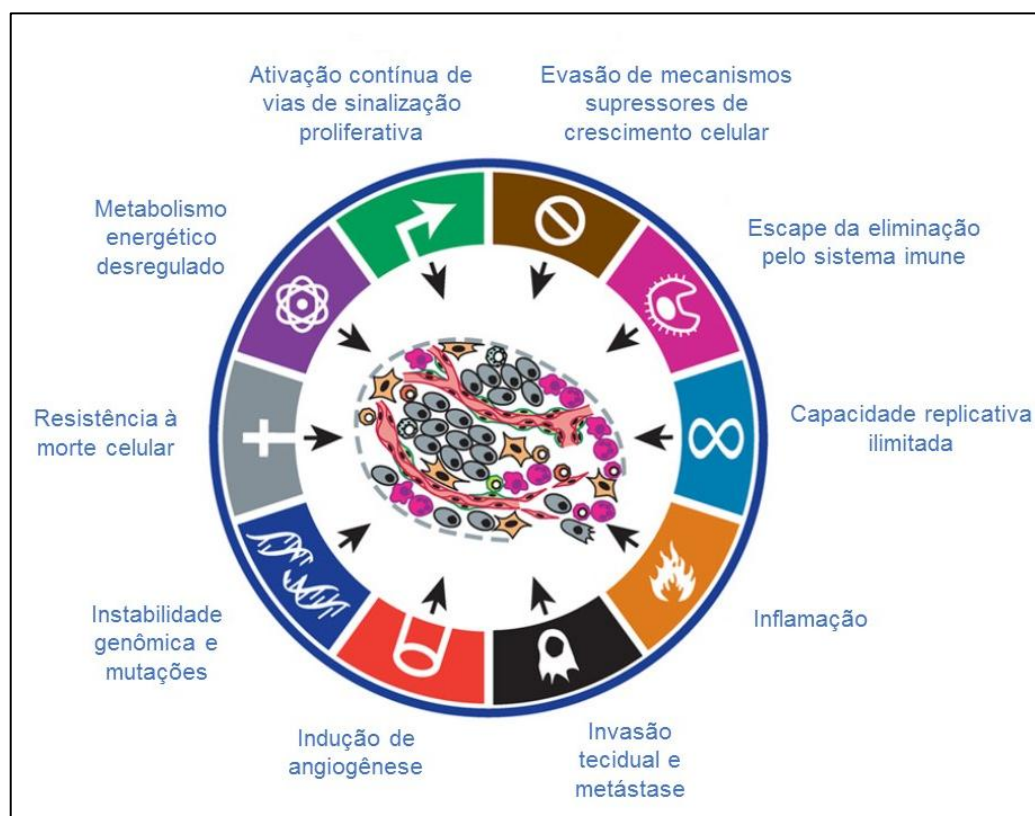 Ativação contínua de
vias de sinalização
proliferativa
Evasão de mecanismos
supressores de
crescimento celular
Metabolismo
energético
desregulado
Escape da eliminação
pelo sistema imune
Resistência à
morte celular
Capacidade replicativa
ilimitada
Instabilidade
genômica e
mutações
Inflamação
Indução de
angiogênese
Invasão
tecidual e
metástase